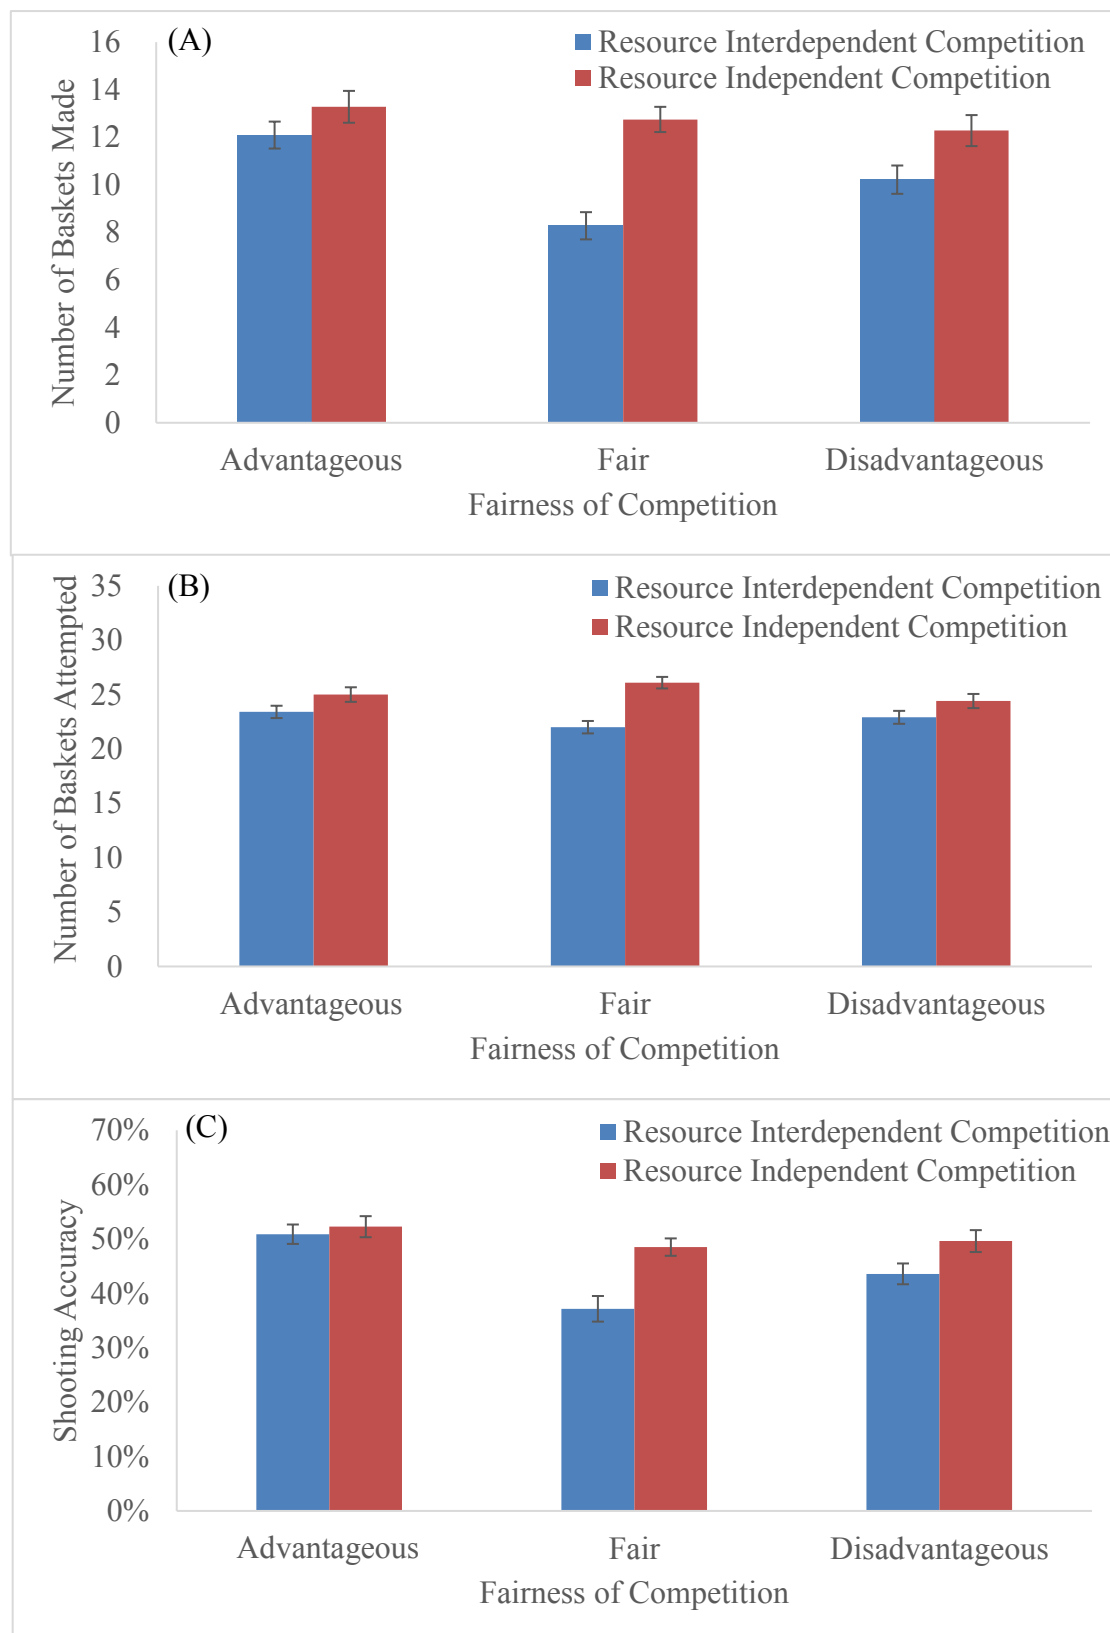 (A)
Resource Interdependent Competition
Resource Independent Competition
Number of Baskets Made
16
14
12
10
8
6
4
2
0
Advantageous Fair Disadvantageous
Fairness of Competition
(B)
Resource Interdependent Competition
Resource Independent Competition
Number of Baskets Attempted
35
30
25
20
15
10
5
0
Advantageous Fair Disadvantageous
Fairness of Competition
(C)
Resource Interdependent Competition
Resource Independent Competition
Shooting Accuracy
70%
60%
50%
40%
30%
20%
10%
0%
Advantageous Fair Disadvantageous
Fairness of Competition